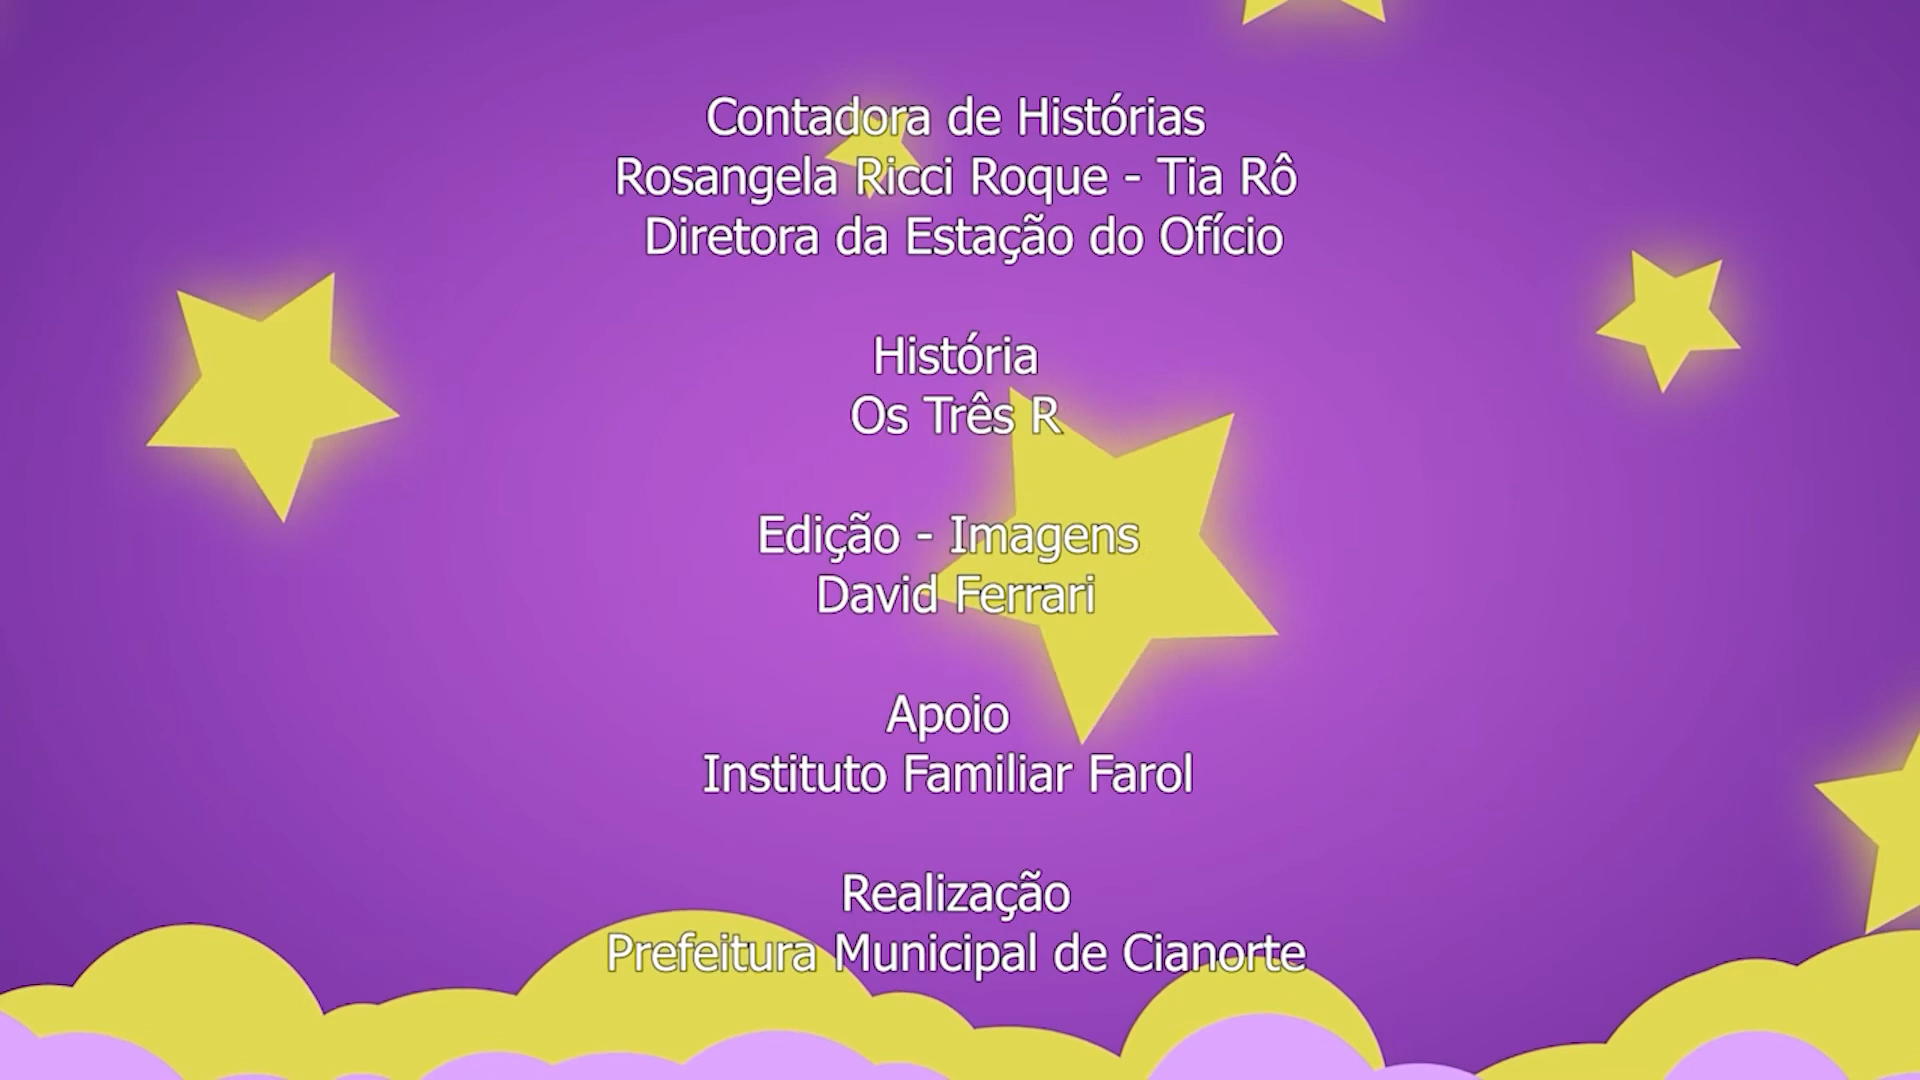 Contadora de Histórias
Rosangela Ricci Roque - Tia Rô
Diretora da Estação do Ofício
História
Os Três R
Edição - Imagens
David Ferrari
Apoio
Instituto Familiar Farol
Realização
Prefeitura Municipal de Cianorte